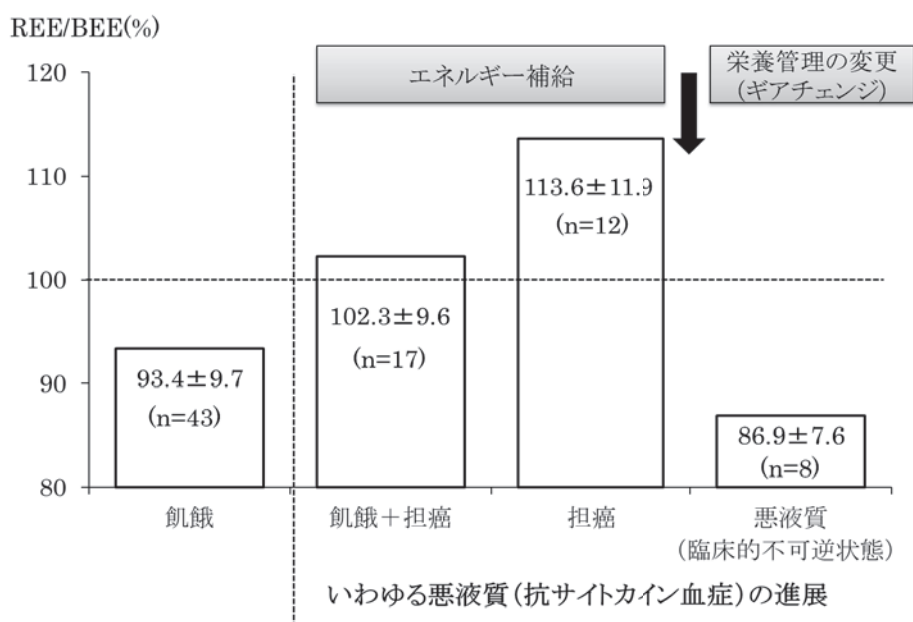 REE/BEE(%)
120
110
100
90
80
エネルギー補給
栄養管理の変更
(ギアチェンジ)
93.4±9.7
(n=43)
102.3±9.6
(n=17)
113.6±11.9
(n=12)
86.9±7.6
(n=8)
飢餓
飢餓＋担癌
担癌
悪液質
(臨床的不可逆状態)
いわゆる悪液質(抗サイトカイン血症)の進展